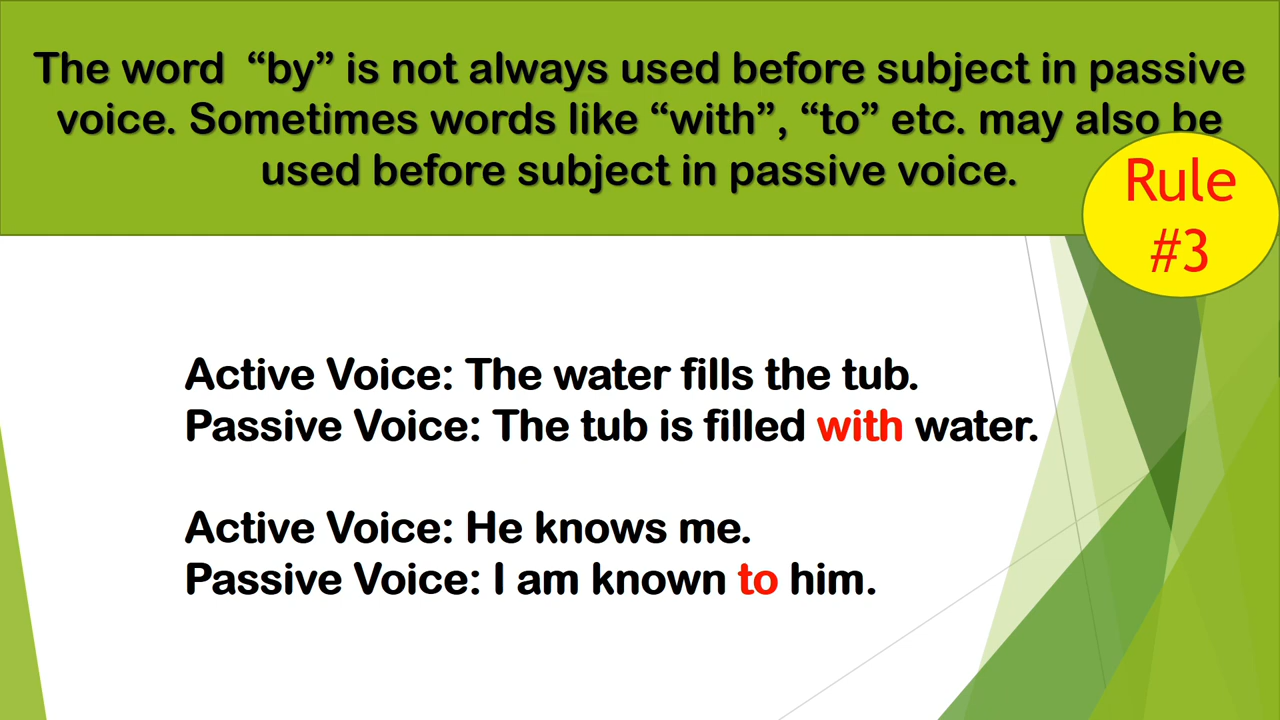 The word “by” is not always used before subject in passive
voice. Sometimes words like “with”, “to” etc. may also be
used before subject in passive voice.
Rule
#3
Active Voice: The water fills the tub.
Passive Voice: The tub is filled with water.
Active Voice: He knows me.
Passive Voice: I am known to him.